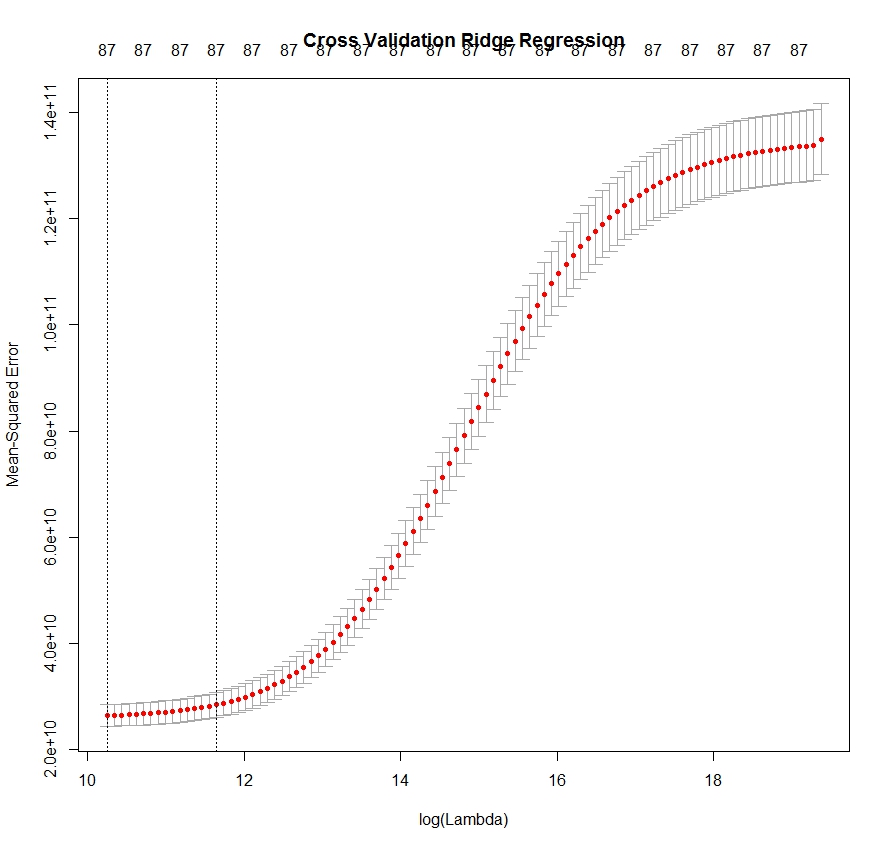 Cross Validation Ridge Regression
87 87 87 87 87 87 87 87 87 87 87 87 87 87 87 87 87 87 87 87
1.4e+11
1.2e+11
1.0e+11
8.0e+10
6.0e+10
4.0e+10
2.0e+10
Mean-Squared Error
10 12 14 16 18
log(Lambda)